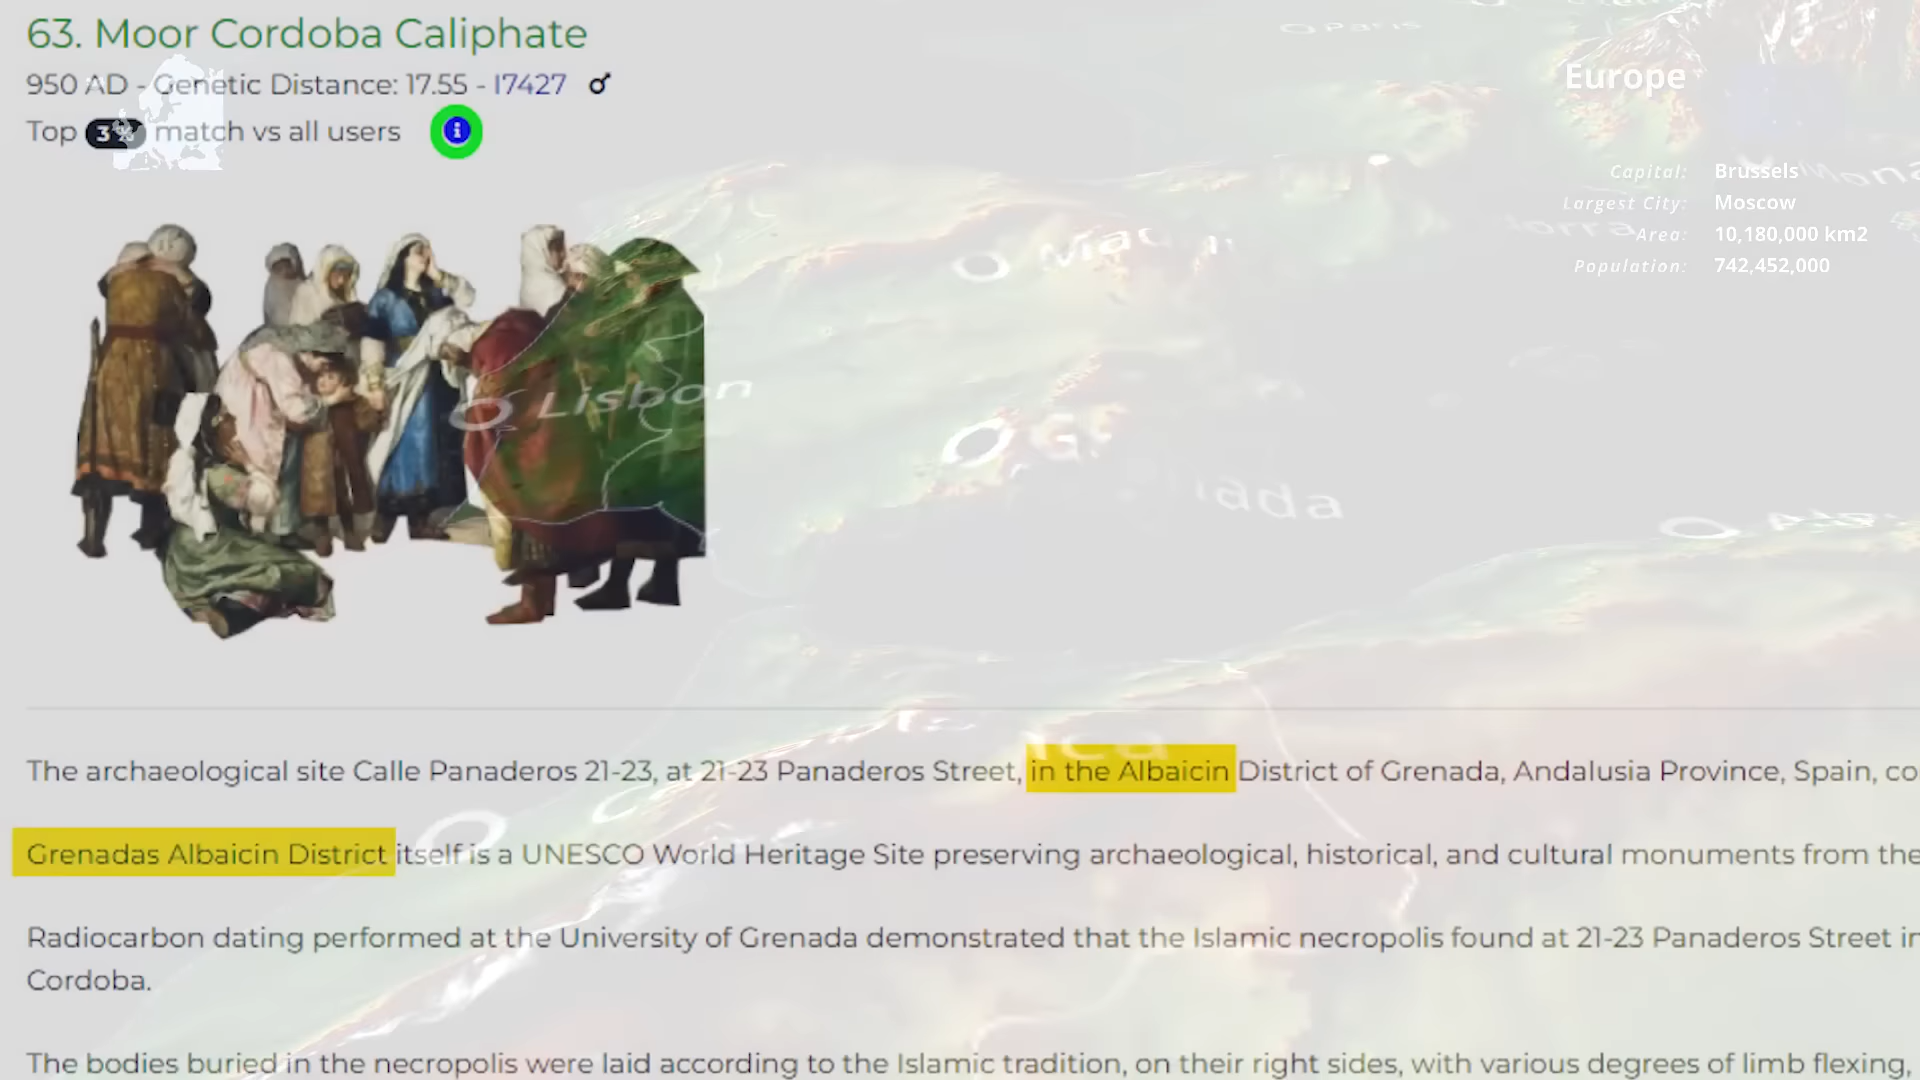 63. Moor Cordoba Caliphate
950 AD - Genetic Distance: 17.55 - I7427 ♂
Top 3% match vs all users
Europe
Capital: Brussels
Largest City: Moscow
Area: 10,180,000 km2
Population: 742,452,000
Paris
Lisbon
The archaeological site Calle Panaderos 21-23, at 21-23 Panaderos Street, in the Albaicin District of Grenada, Andalusia Province, Spain, co
Grenadas Albaicin District itself is a UNESCO World Heritage Site preserving archaeological, historical, and cultural monuments from the
Radiocarbon dating performed at the University of Grenada demonstrated that the Islamic necropolis found at 21-23 Panaderos Street in
Cordoba.
The bodies buried in the necropolis were laid according to the Islamic tradition, on their right sides, with various degrees of limb flexing,